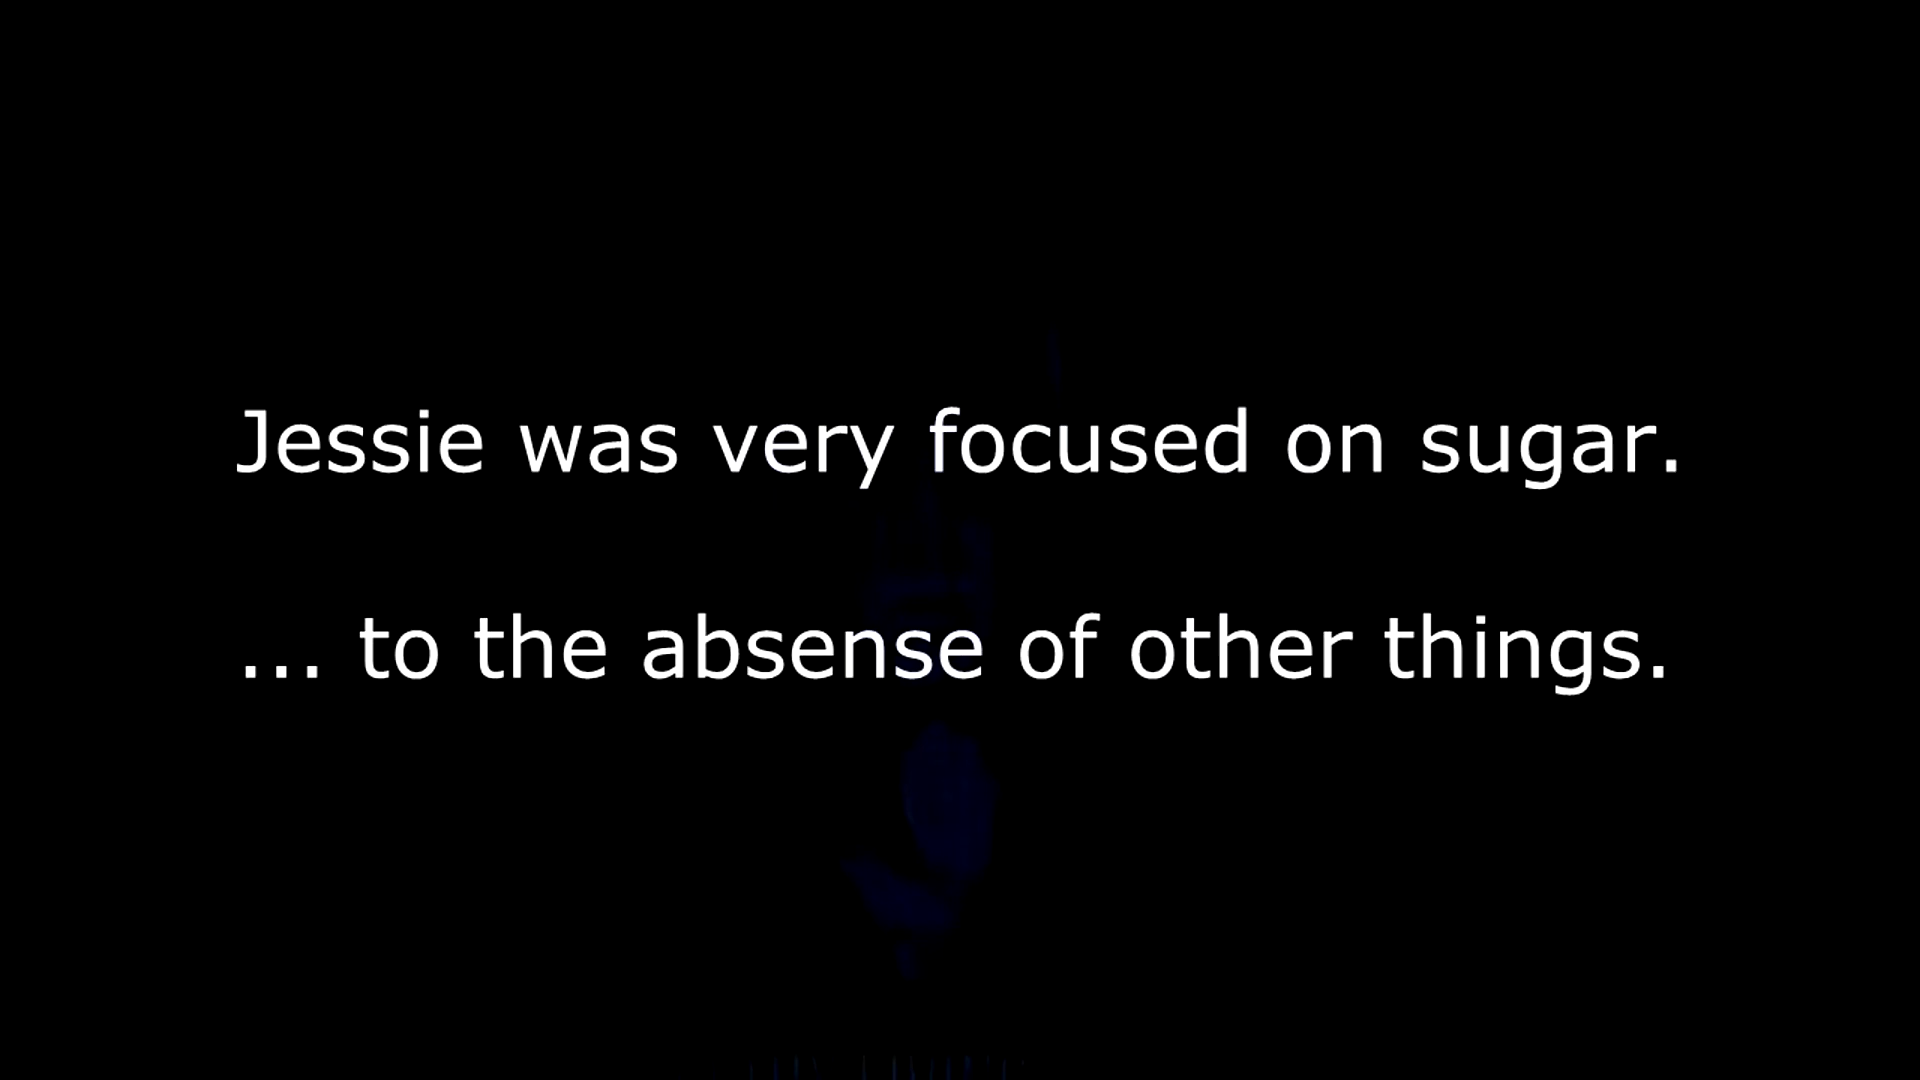 Jessie was very focused on sugar.
... to the absense of other things.